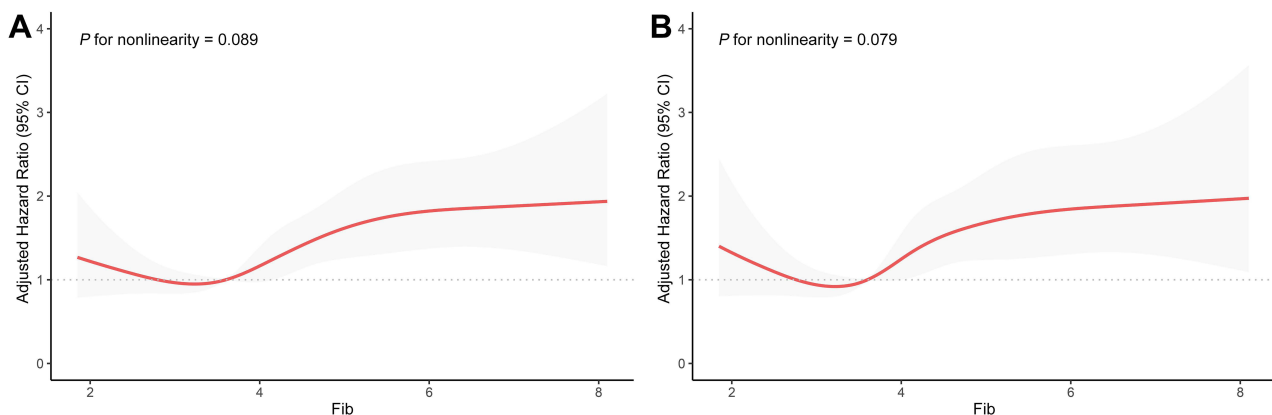 A
P for nonlinearity = 0.089
Adjusted Hazard Ratio (95% CI)
4
3
2
1
0
2 4 6 8
Fib
B
P for nonlinearity = 0.079
Adjusted Hazard Ratio (95% CI)
4
3
2
1
0
2 4 6 8
Fib